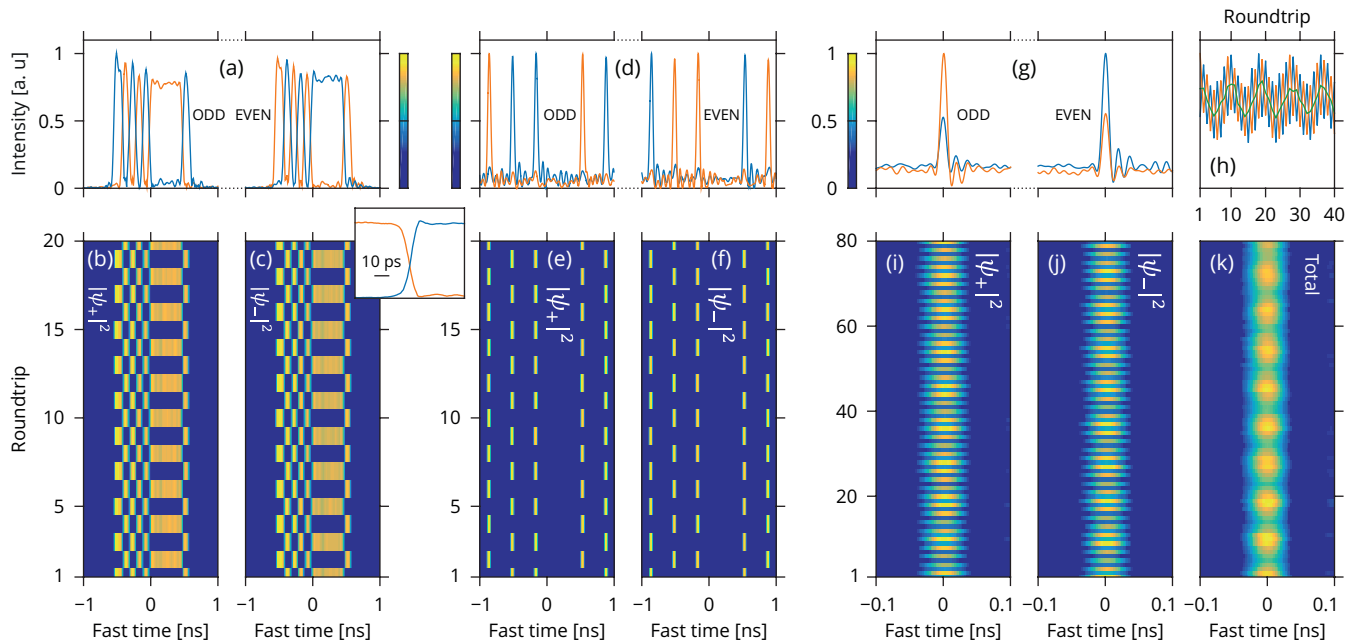 Roundtrip
Intensity [a. u]
1
0.5
0
(a)
ODD
EVEN
(d)
ODD
EVEN
1
0.5
0
(g)
ODD
EVEN
(h)
1 10 20 30 40
Roundtrip
20
15
10
5
1
(b)
|ψ+|²
(c)
|ψ−|²
10 ps
20
15
10
5
1
(e)
|ψ+|²
(f)
|ψ−|²
80
60
40
20
1
(i)
|ψ+|²
(j)
|ψ−|²
(k)
Total
−1 0 1
−1 0 1
−1 0 1
−1 0 1
−0.1 0 0.1
−0.1 0 0.1
−0.1 0 0.1
Fast time [ns]
Fast time [ns]
Fast time [ns]
Fast time [ns]
Fast time [ns]
Fast time [ns]
Fast time [ns]